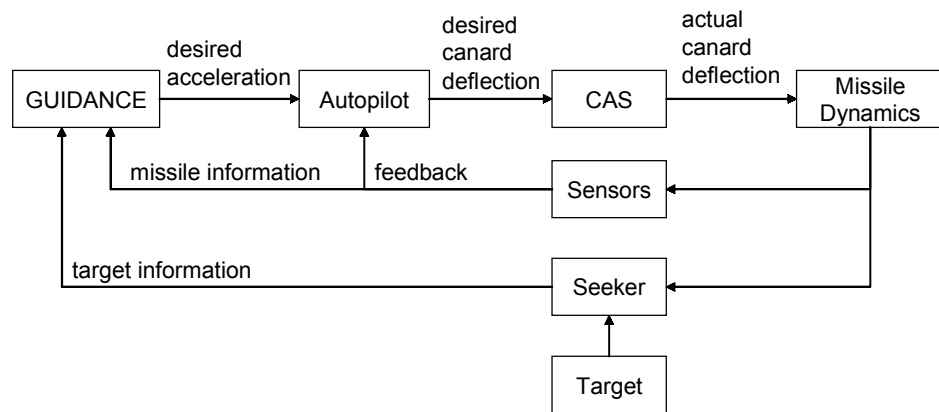 desired
acceleration
desired
canard
deflection
actual
canard
deflection
GUIDANCE
Autopilot
CAS
Missile
Dynamics
missile information
feedback
Sensors
target information
Seeker
Target